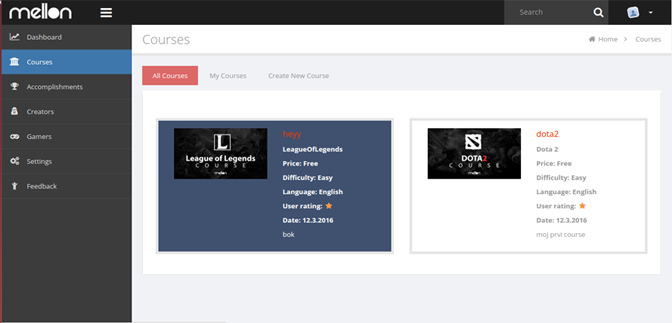 mellon
Search
Dashboard
Courses
Accomplishments
Creators
Gamers
Settings
Feedback
Courses
Home > Courses
All Courses
My Courses
Create New Course
League of Legends
COURSE
mellon
heyy
LeagueOfLegends
Price: Free
Difficulty: Easy
Language: English
User rating:
Date: 12.3.2016
bok
DOTA2
COURSE
mellon
dota2
Dota 2
Price: Free
Difficulty: Easy
Language: English
User rating:
Date: 12.3.2016
moj prvi course